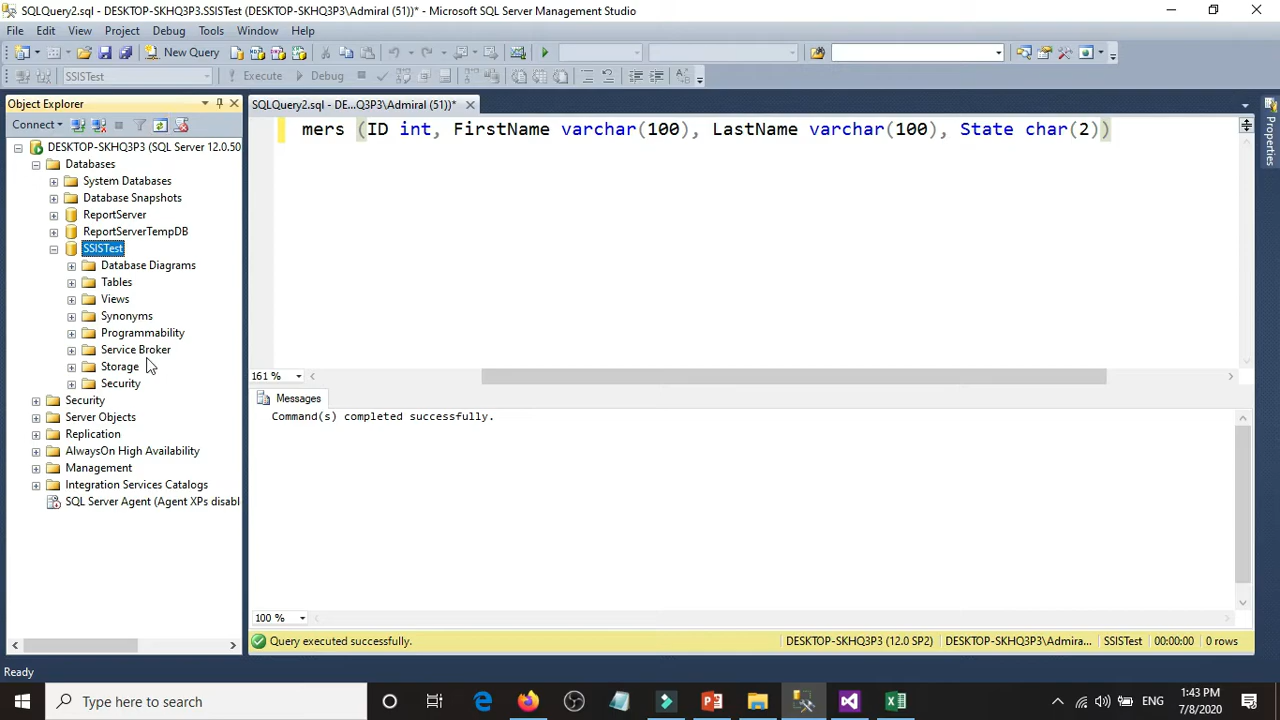 SQLQuery2.sql - DESKTOP-SKHQ3P3.SSISTest (DESKTOP-SKHQ3P3\Admiral (51))* - Microsoft SQL Server Management Studio
File Edit View Project Debug Tools Window Help
New Query
SSISTest Execute Debug
Object Explorer
SQLQuery2.sql - DE...Q3P3\Admiral (51))*
Connect
mers (ID int, FirstName varchar(100), LastName varchar(100), State char(2))
Properties
DESKTOP-SKHQ3P3 (SQL Server 12.0.50
Databases
System Databases
Database Snapshots
ReportServer
ReportServerTempDB
SSISTest
Database Diagrams
Tables
Views
Synonyms
Programmability
Service Broker
Storage
Security
Security
Server Objects
Replication
AlwaysOn High Availability
Management
Integration Services Catalogs
SQL Server Agent (Agent XPs disabl
161 %
Messages
Command(s) completed successfully.
100 %
Query executed successfully. DESKTOP-SKHQ3P3 (12.0 SP2) DESKTOP-SKHQ3P3\Admira... SSISTest 00:00:00 0 rows
Ready
Type here to search
ENG
1:43 PM
7/8/2020